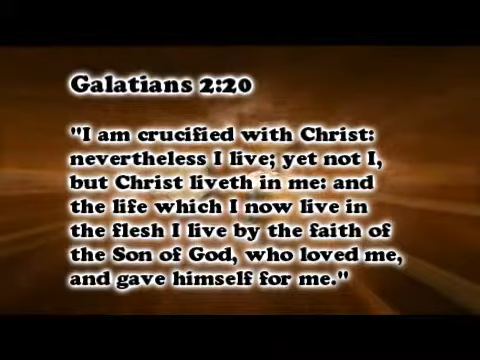 Galatians 2:20
"I am crucified with Christ:
nevertheless I live; yet not I,
but Christ liveth in me: and
the life which I now live in
the flesh I live by the faith of
the Son of God, who loved me,
and gave himself for me."